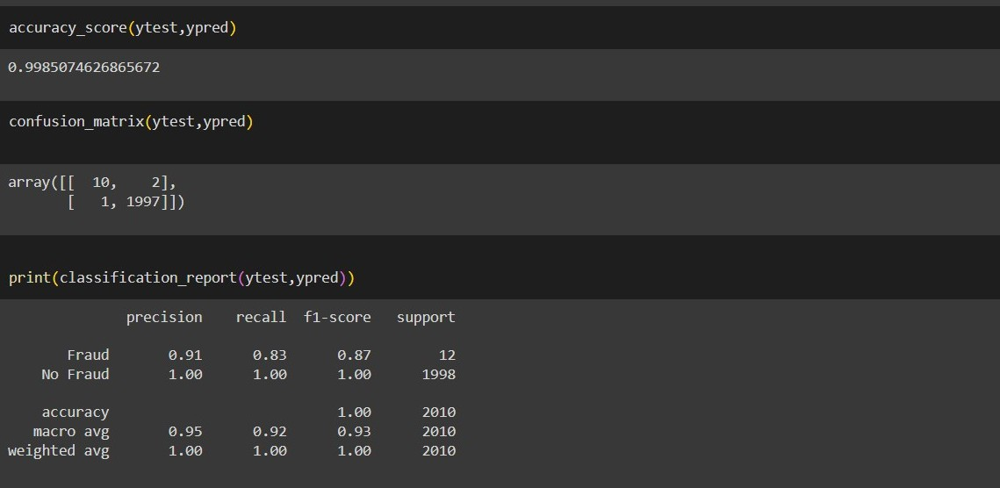 accuracy_score(ytest,ypred)
0.9985074626865672
confusion_matrix(ytest,ypred)
array([[  10,    2],
       [   1, 1997]])
print(classification_report(ytest,ypred))
              precision    recall  f1-score   support

       Fraud       0.91      0.83      0.87        12
    No Fraud       1.00      1.00      1.00      1998

    accuracy                           1.00      2010
   macro avg       0.95      0.92      0.93      2010
weighted avg       1.00      1.00      1.00      2010